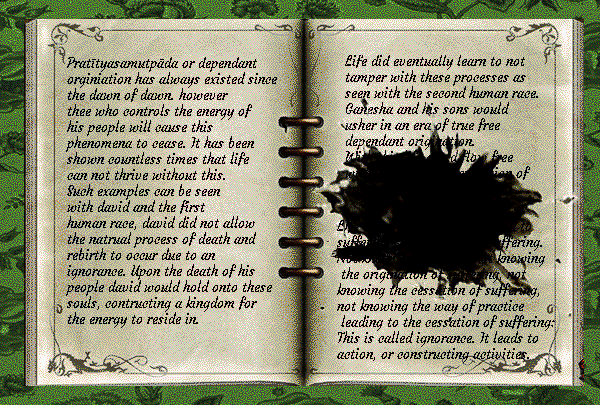 Pratītyasamutpāda or dependant
orginiation has always existed since
the dawn of dawn. however
thee who controls the energy of
his people will cause this
phenomena to cease. It has been
shown countless times that life
can not thrive without this.
Such examples can be seen
with david and the first
human race, david did not allow
the natrual process of death and
rebirth to occur due to an
ignorance. Upon the death of his
people david would hold onto these
souls, contructing a kingdom for
the energy to reside in.
Life did eventually learn to not
tamper with these processes as
seen with the second human race.
Ganesha and his sons would
usher in an era of true free
dependant
free
of
suffering.
knowing
the not
knowing the cesstation of suffering,
not knowing the way of practice
leading to the cesstation of suffering:
This is called ignorance. It leads to
action, or constructing activities.